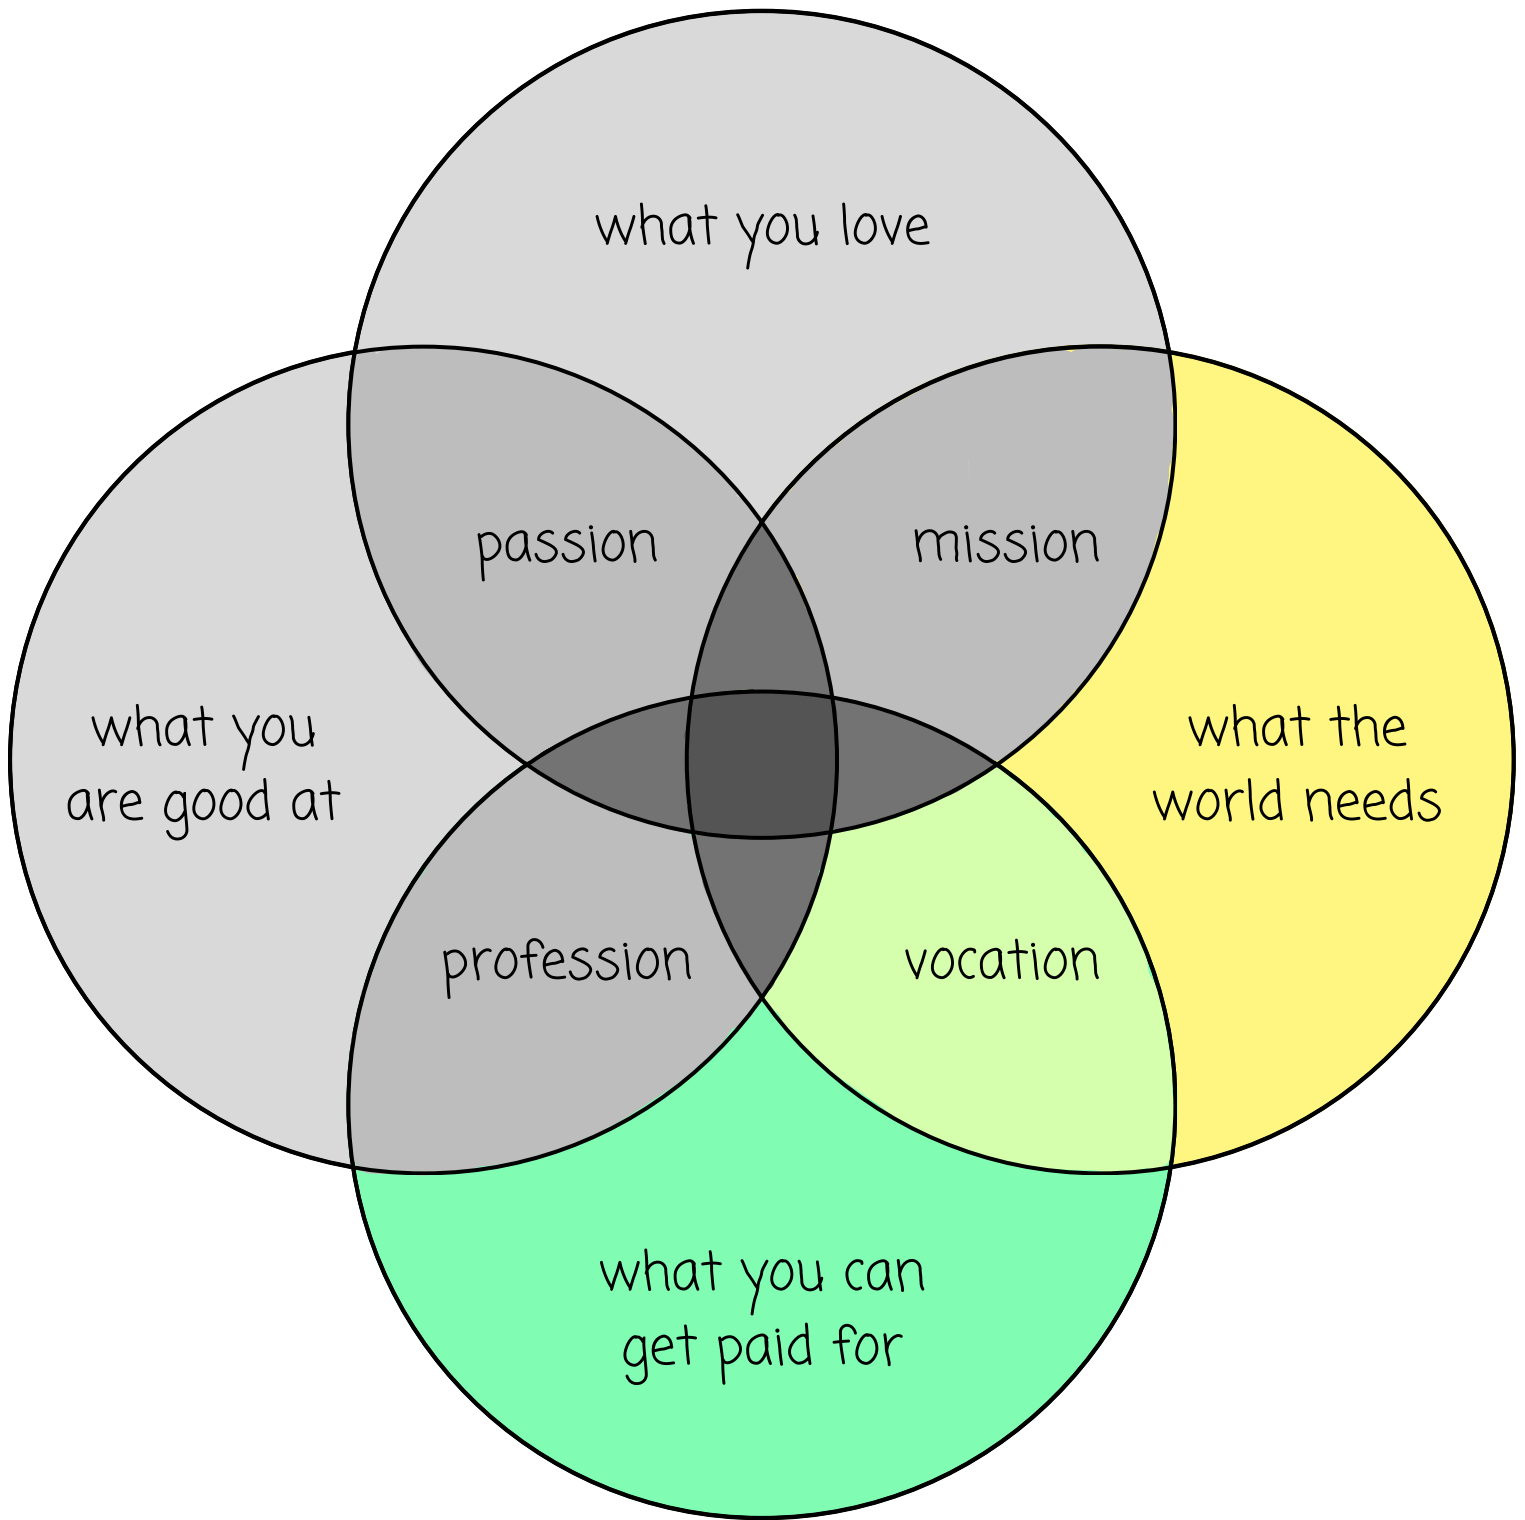 what you love
passion
mission
what you
are good at
what the
world needs
profession
vocation
what you can
get paid for